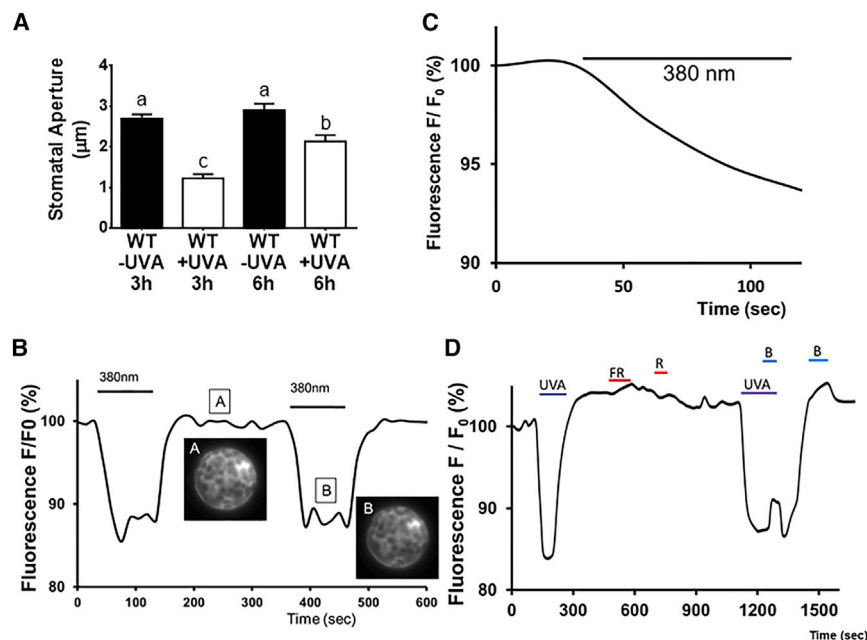 A
Stomatal Aperture
(µm)
4
3
2
1
0
a
c
a
b
WT WT WT WT
-UVA +UVA -UVA +UVA
3h 3h 6h 6h
C
Fluorescence F/ F0 (%)
100
95
90
380 nm
0 50 100
Time (sec)
B
Fluorescence F/F0 (%)
100
90
80
380nm
380nm
A
A
B
B
0 100 200 300 400 500 600
Time (sec)
D
Fluorescence F / F0 (%)
100
90
80
UVA
FR
R
B
UVA
B
0 300 600 900 1200 1500
Time (sec)